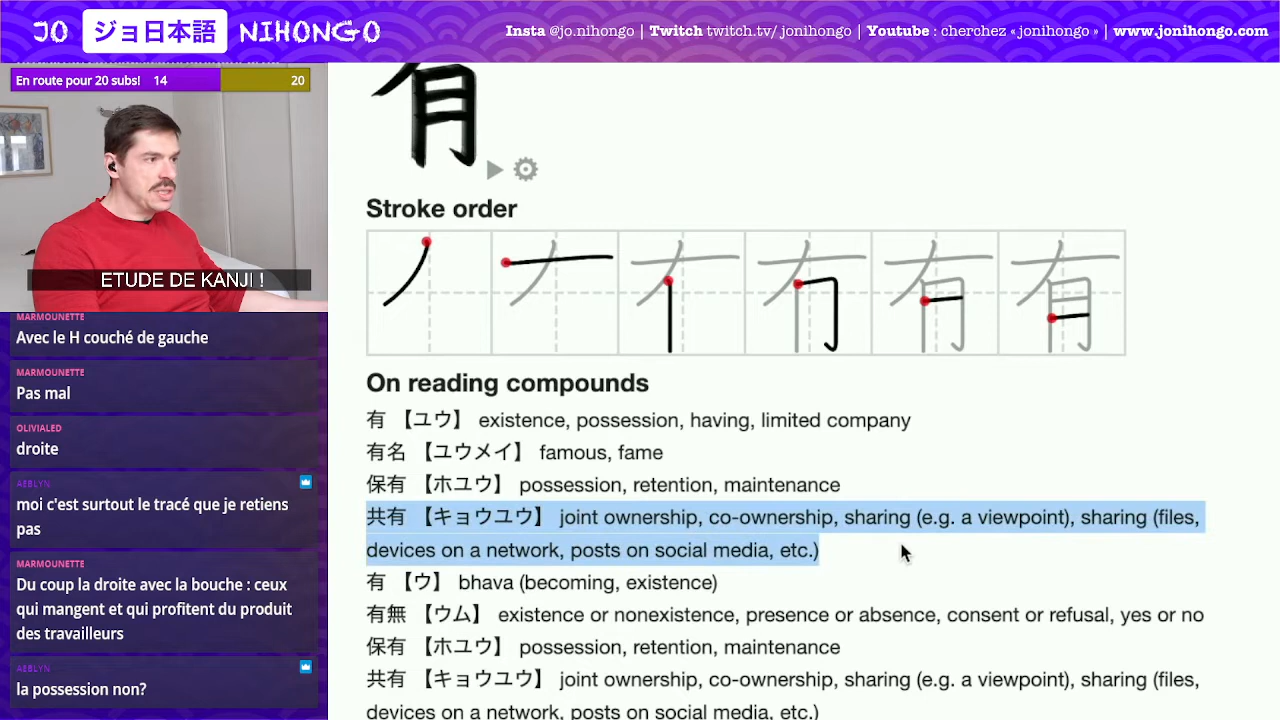 JO ジョ日本語 NIHONGO
Insta @jo.nihongo | Twitch twitch.tv/jonihongo | Youtube : cherchez « jonihongo » | www.jonihongo.com
En route pour 20 subs! 14 20
ETUDE DE KANJI !
MARMOUNETTE
Avec le H couché de gauche
MARMOUNETTE
Pas mal
OLIVIALED
droite
AEBLYN
moi c'est surtout le tracé que je retiens
pas
MARMOUNETTE
Du coup la droite avec la bouche : ceux
qui mangent et qui profitent du produit
des travailleurs
AEBLYN
la possession non?
有
Stroke order
有
On reading compounds
有 【ユウ】 existence, possession, having, limited company
有名 【ユウメイ】 famous, fame
保有 【ホユウ】 possession, retention, maintenance
共有 【キョウユウ】 joint ownership, co-ownership, sharing (e.g. a viewpoint), sharing (files,
devices on a network, posts on social media, etc.)
有 【ウ】 bhava (becoming, existence)
有無 【ウム】 existence or nonexistence, presence or absence, consent or refusal, yes or no
保有 【ホユウ】 possession, retention, maintenance
共有 【キョウユウ】 joint ownership, co-ownership, sharing (e.g. a viewpoint), sharing (files,
devices on a network, posts on social media, etc.)